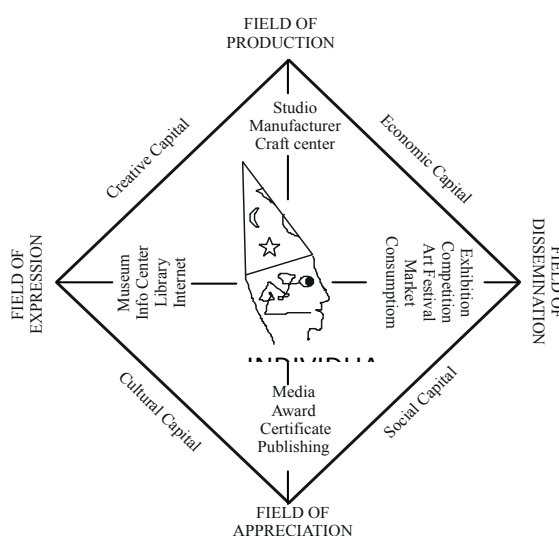 FIELD OF
PRODUCTION
Studio
Manufacturer
Craft center
Creative Capital
Economic Capital
FIELD OF
EXPRESSION
Museum
Info Center
Library
Internet
Exhibition
Competition
Art Festival
Market
Consumptiom
FIELD OF
DISSEMINATION
Media
Award
Certificate
Publishing
Cultural Capital
Social Capital
FIELD OF
APPRECIATION